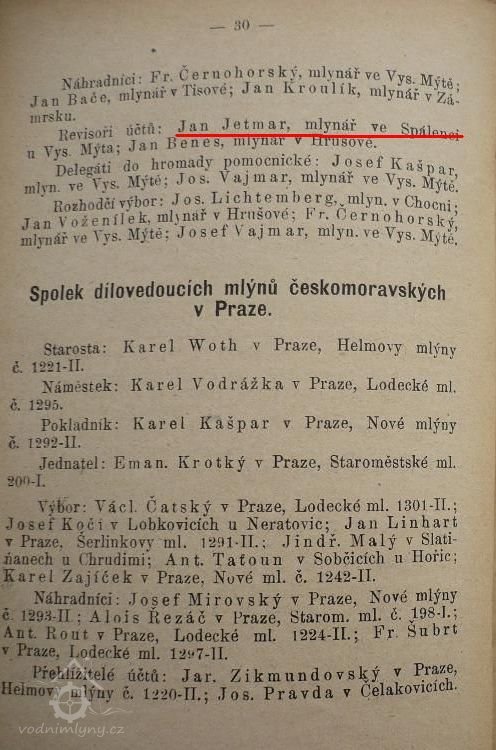 — 30 —
Náhradníci: Fr. Černohorský, mlynář ve Vys. Mýtě;
Jan Bače, mlynář v Tisové; Jan Kroulík, mlynář v Zá-
mrsku.
Revisoři účtů: Jan Jetmar, mlynář ve Spálenci
u Vys. Mýta; Jan Beneš, mlynář v Hrušové.
Delegáti do hromady pomocnické: Josef Kašpar,
mlyn. ve Vys. Mýtě; Jos. Vajmar, mlyn. ve Vys. Mýtě.
Rozhodčí výbor: Jos. Lichtemberg, mlyn. v Chocni;
Jan Voženílek, mlynář v Hrušové; Fr. Černohorský,
mlynář ve Vys. Mýtě; Josef Vajmar, mlyn. ve Vys. Mýtě.
Spolek dílovedoucích mlýnů českomoravských
v Praze.
Starosta: Karel Woth v Praze, Helmovy mlýny
č. 1221-II.
Náměstek: Karel Vodrážka v Praze, Lodecké ml.
č. 1295.
Pokladník: Karel Kašpar v Praze, Nové mlýny
č. 1292-II.
Jednatel: Eman. Krotký v Praze, Staroměstské ml.
200-I.
Výbor: Václ. Čatský v Praze, Lodecké ml. 1301-II.;
Josef Kočí v Lobkovicích u Neratovic; Jan Linhart
v Praze, Šerlinkovy ml. 1291-II.; Jindř. Malý v Slati-
ňanech u Chrudimi; Ant. Taťoun v Sobčicích u Hořic;
Karel Zajíček v Praze, Nové ml. č. 1242-II.
Náhradníci: Josef Mirovský v Praze, Nové mlýny
č. 1293-II.; Alois Řezáč v Praze, Starom. ml. č. 198-I.;
Ant. Rout v Praze, Lodecké ml. 1224-II.; Fr. Šubrt
v Praze, Lodecké ml. 1297-II.
Přehlížitelé účtů: Jar. Zikmundovský v Praze,
Helmovy mlýny č. 1220-II.; Jos. Pravda v Čelakovicích.
vodnimlyny.cz